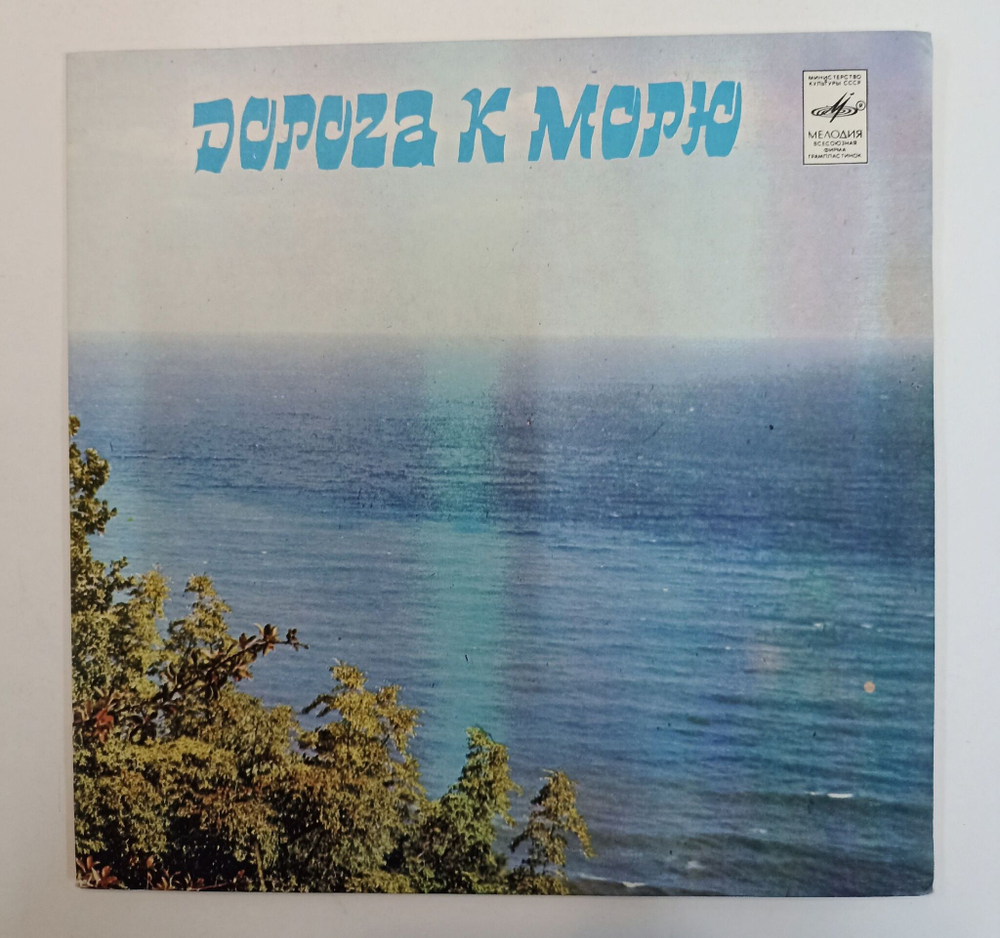 Дорога к морю
МИНИСТЕРСТВО
КУЛЬТУРЫ СССР
МЕЛОДИЯ
ВСЕСОЮЗНАЯ
ФИРМА
ГРАМПЛАСТИНОК